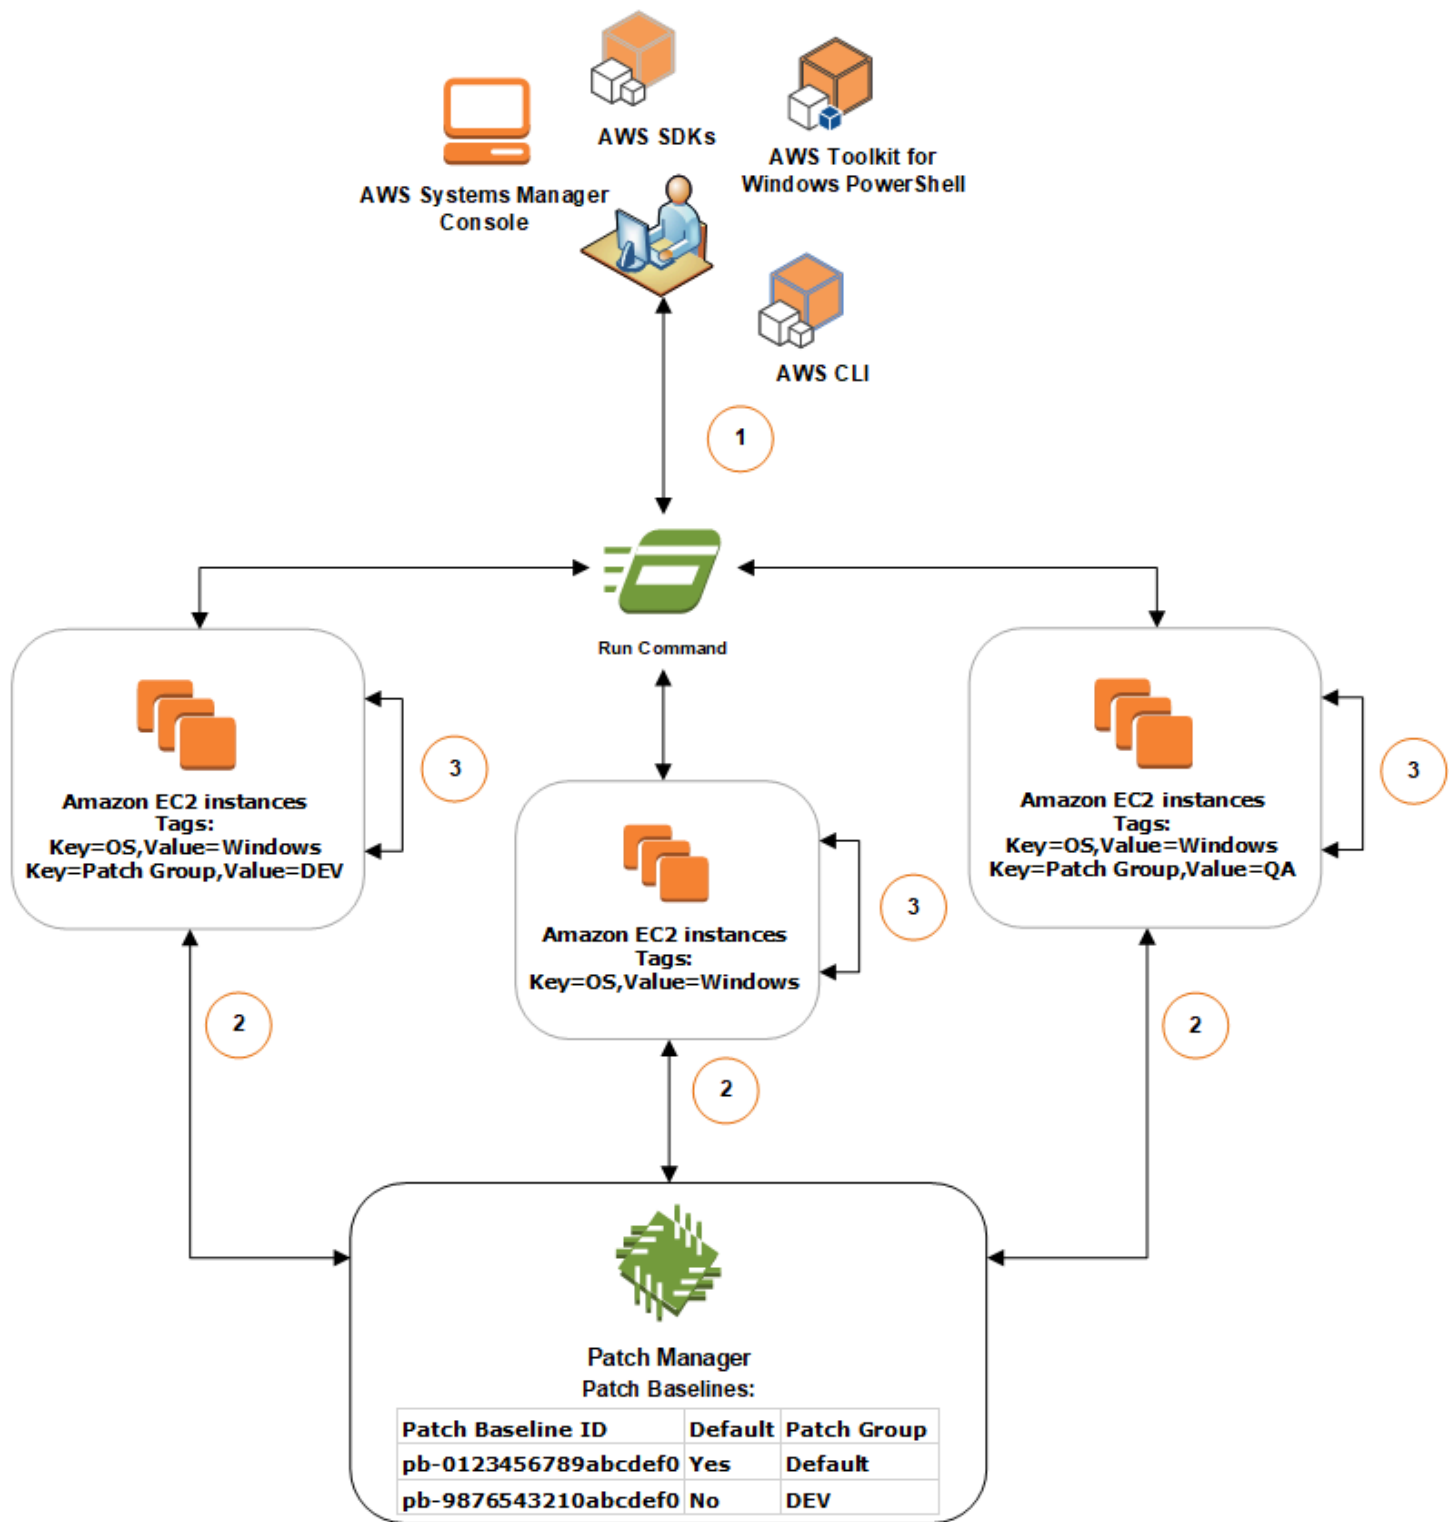 AWS SDKs
AWS Toolkit for
Windows PowerShell
AWS Systems Manager
Console
AWS CLI
1
Run Command
Amazon EC2 instances
Tags:
Key=OS,Value=Windows
Key=Patch Group,Value=DEV
3
Amazon EC2 instances
Tags:
Key=OS,Value=Windows
3
Amazon EC2 instances
Tags:
Key=OS,Value=Windows
Key=Patch Group,Value=QA
3
2
2
2
Patch Manager
Patch Baselines:
Patch Baseline ID Default Patch Group
pb-0123456789abcdef0 Yes Default
pb-9876543210abcdef0 No DEV